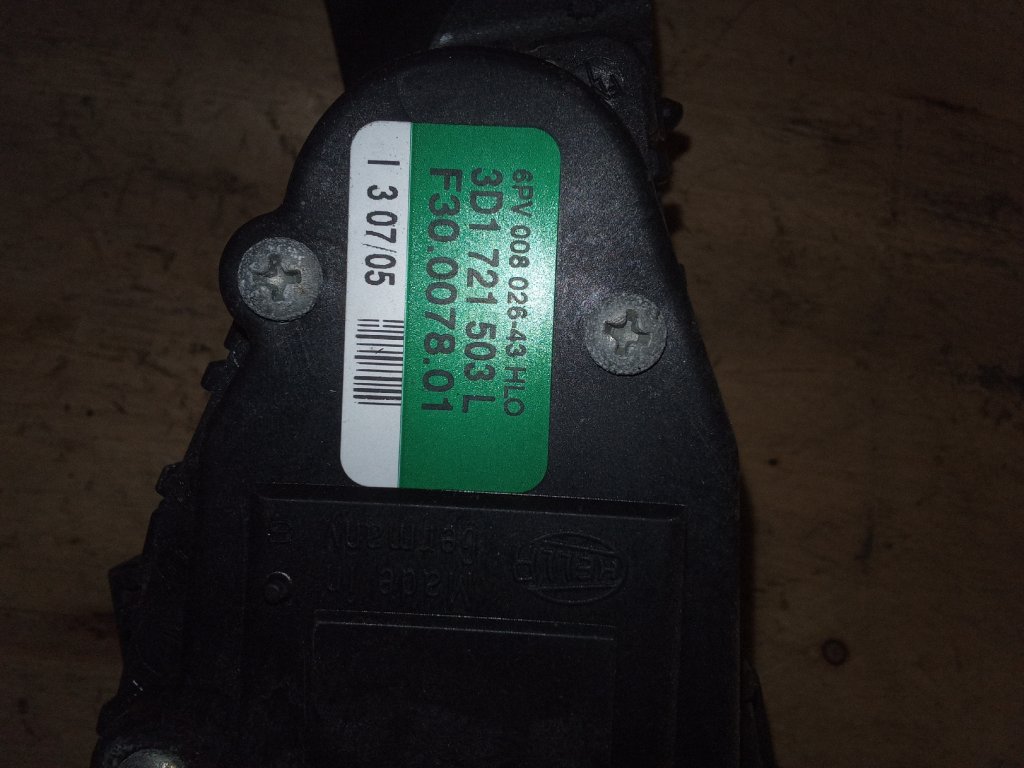 6PV 008 026-43 HLO
3D1 721 503 L
F30.0078.01
I 3 07/05
HELLA
Made in
Germany